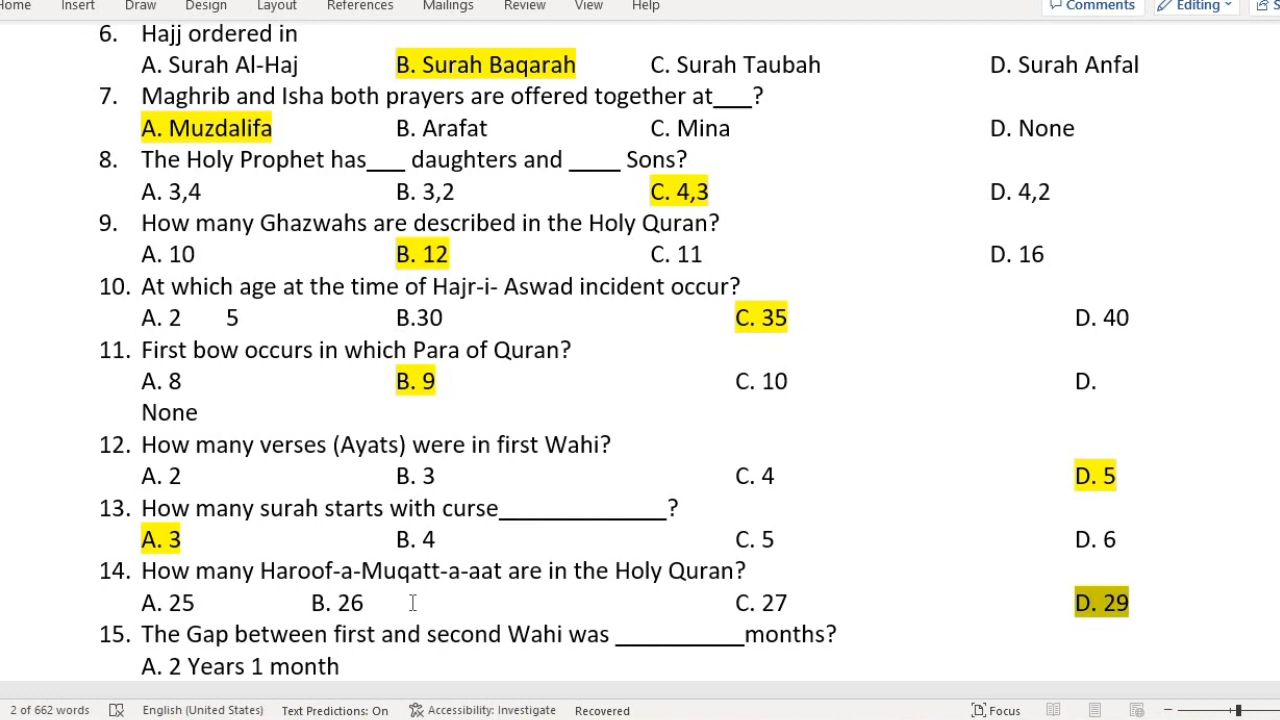 Home Insert Draw Design Layout References Mailings Review View Help Comments Editing
6. Hajj ordered in
A. Surah Al-Haj B. Surah Baqarah C. Surah Taubah D. Surah Anfal
7. Maghrib and Isha both prayers are offered together at___?
A. Muzdalifa B. Arafat C. Mina D. None
8. The Holy Prophet has___ daughters and ____ Sons?
A. 3,4 B. 3,2 C. 4,3 D. 4,2
9. How many Ghazwahs are described in the Holy Quran?
A. 10 B. 12 C. 11 D. 16
10. At which age at the time of Hajr-i- Aswad incident occur?
A. 2 5 B.30 C. 35 D. 40
11. First bow occurs in which Para of Quran?
A. 8 B. 9 C. 10 D.
None
12. How many verses (Ayats) were in first Wahi?
A. 2 B. 3 C. 4 D. 5
13. How many surah starts with curse_____________?
A. 3 B. 4 C. 5 D. 6
14. How many Haroof-a-Muqatt-a-aat are in the Holy Quran?
A. 25 B. 26 C. 27 D. 29
15. The Gap between first and second Wahi was __________months?
A. 2 Years 1 month
2 of 662 words English (United States) Text Predictions: On Accessibility: Investigate Recovered Focus